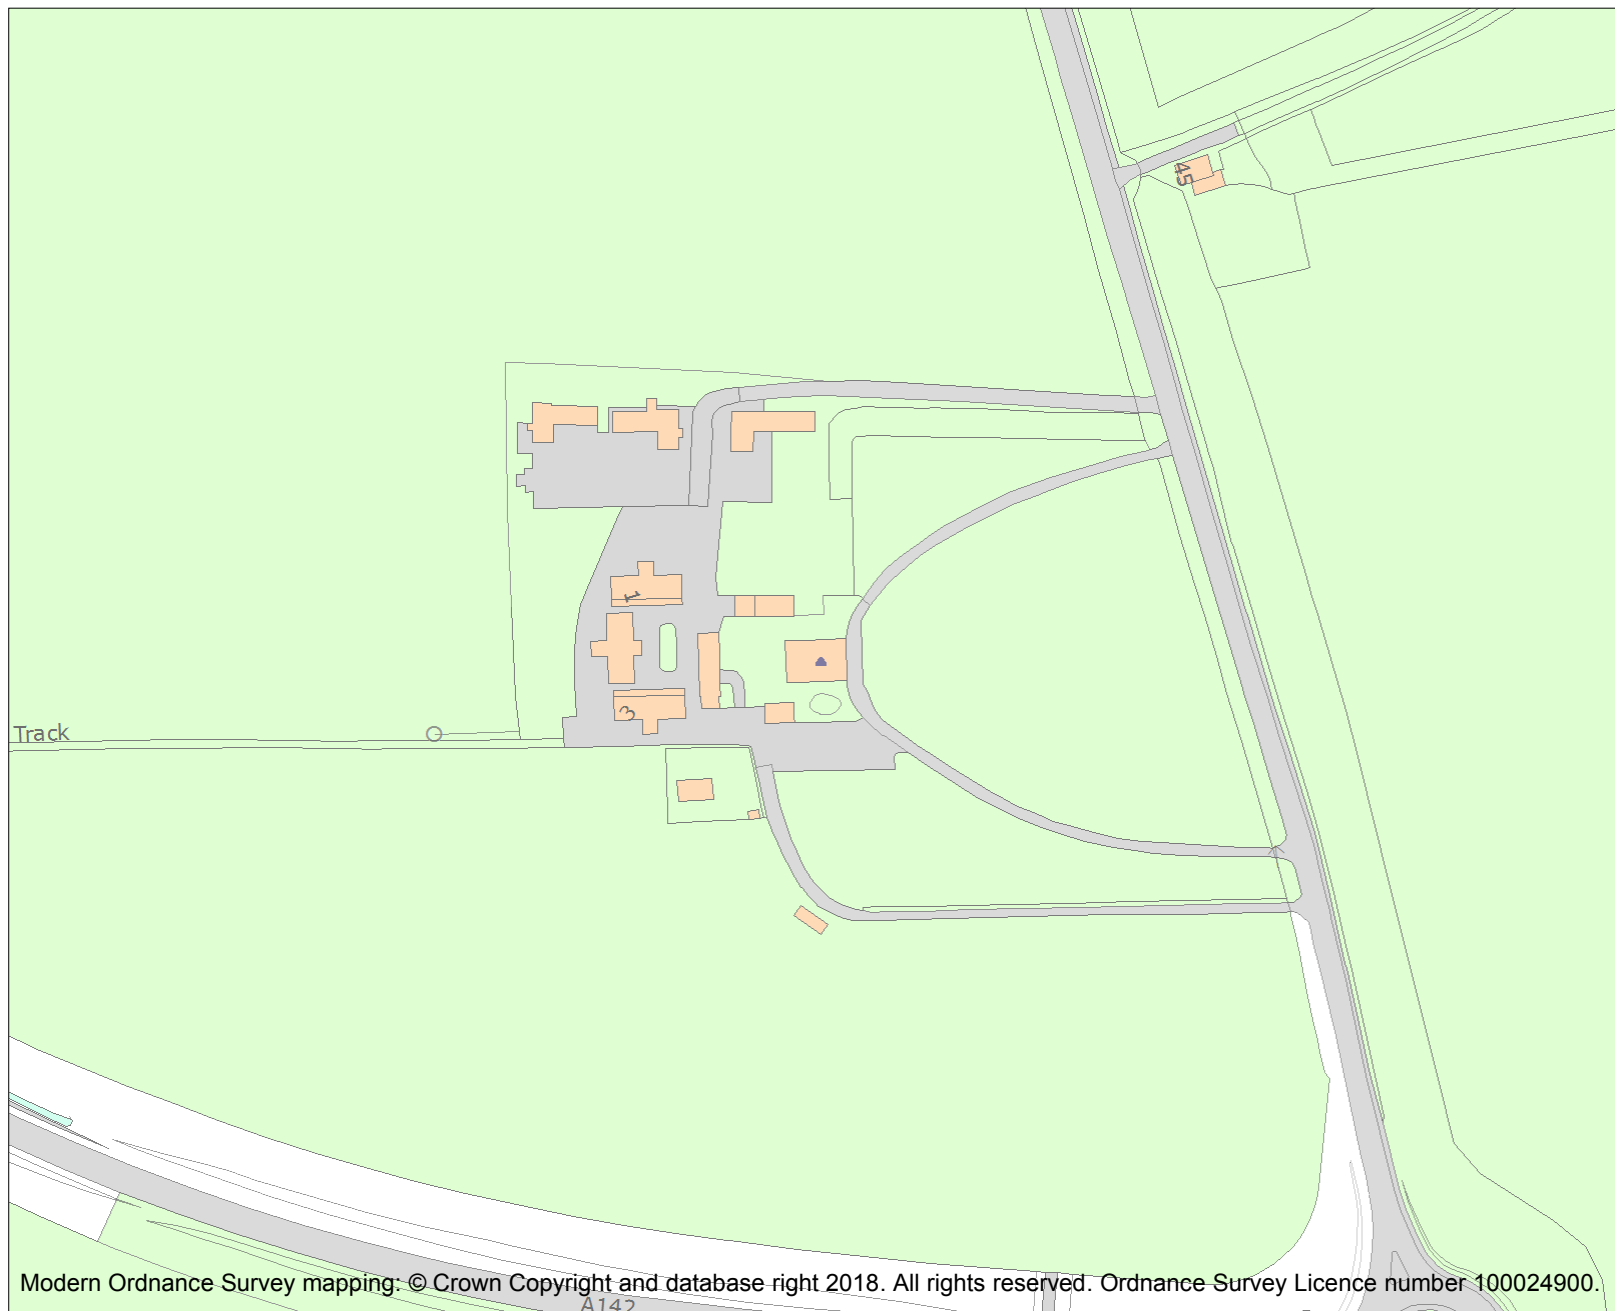 45
1
3
Track
Modern Ordnance Survey mapping: © Crown Copyright and database right 2018. All rights reserved. Ordnance Survey Licence number 100024900.
A142